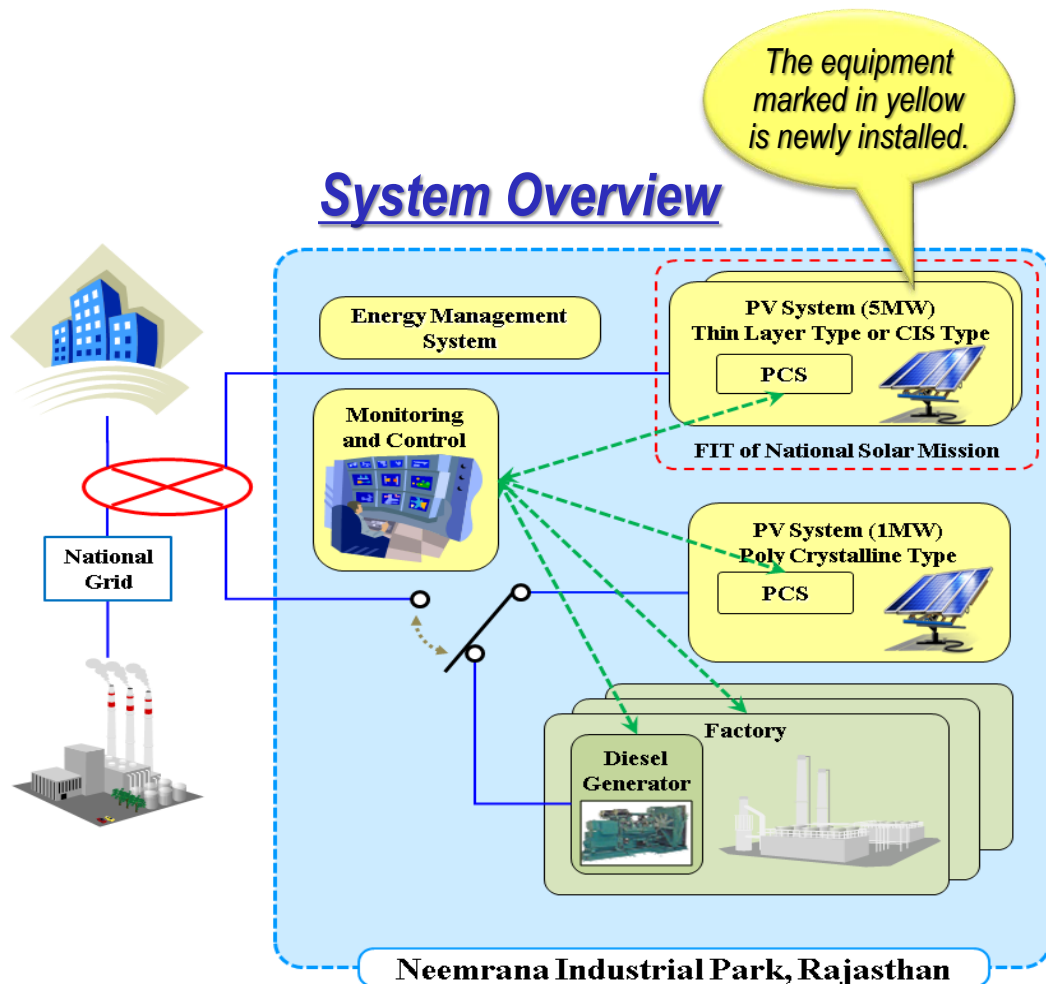 The equipment
marked in yellow
is newly installed.
System Overview
Energy Management
System
PV System (5MW)
Thin Layer Type or CIS Type
PCS
FIT of National Solar Mission
Monitoring
and Control
National
Grid
PV System (1MW)
Poly Crystalline Type
PCS
Factory
Diesel
Generator
Neemrana Industrial Park, Rajasthan